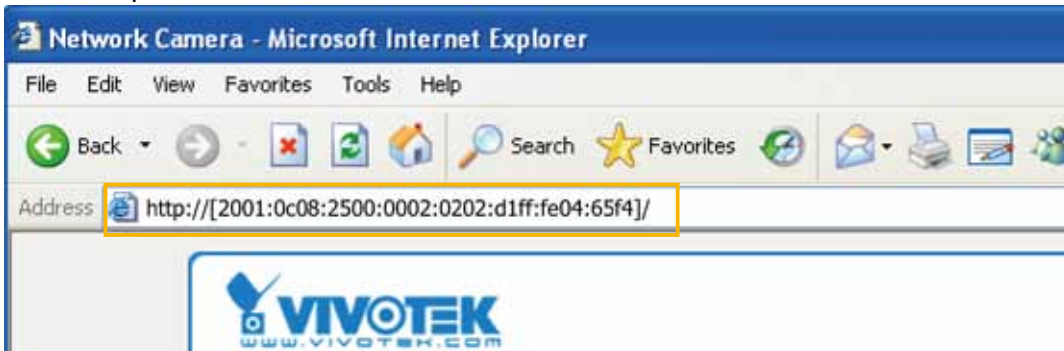 Network Camera - Microsoft Internet Explorer
File Edit View Favorites Tools Help
Back Search Favorites
Address http://[2001:0c08:2500:0002:0202:d1ff:fe04:65f4]/
VIVOTEK
WWW.VIVOTEK.COM